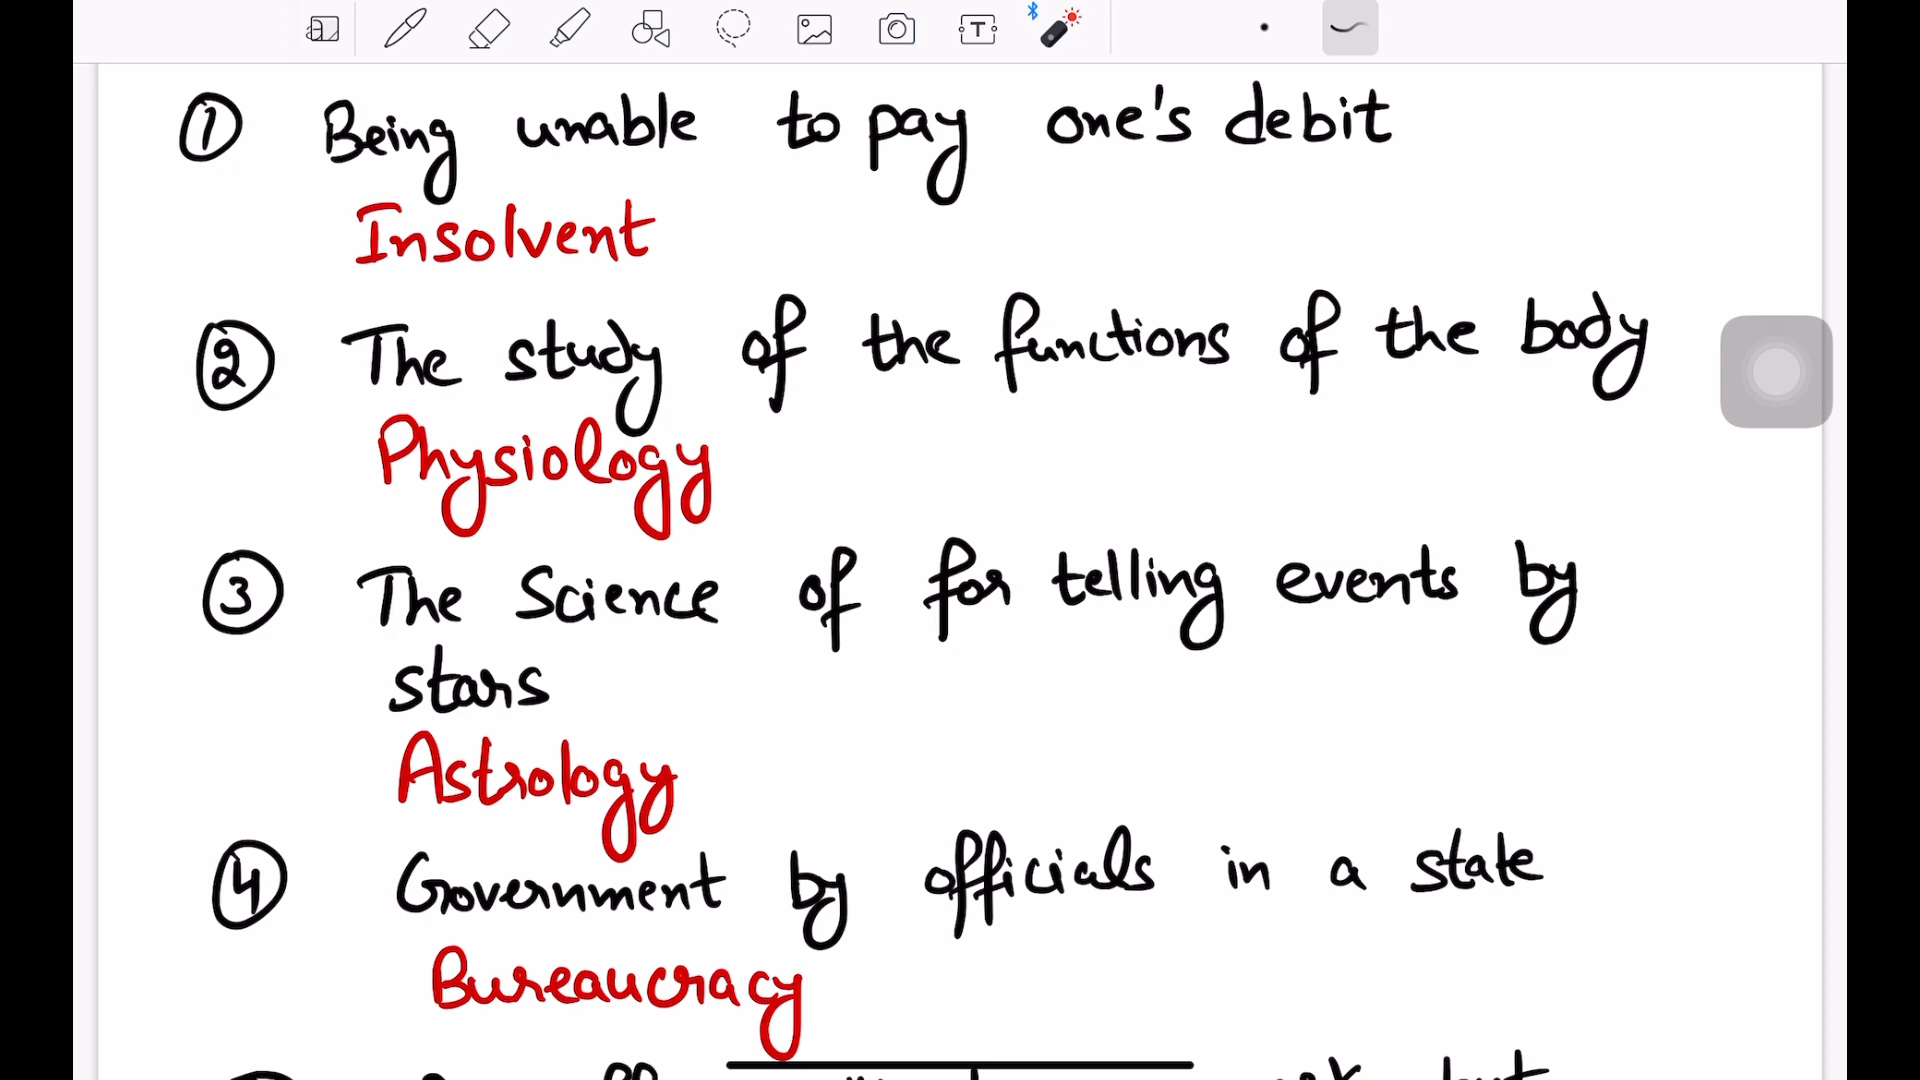 ① Being unable to pay one's debit
Insolvent
② The study of the functions of the body
Physiology
③ The Science of for telling events by
stars
Astrology
④ Government by officials in a state
Bureaucracy